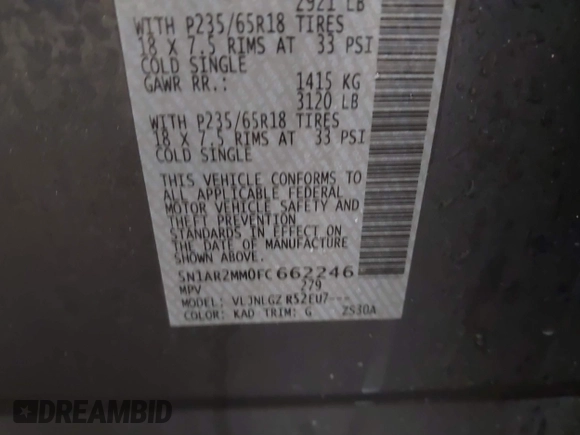 2921 LB
WITH P235/65R18 TIRES
18 X 7.5 RIMS AT 33 PSI
COLD SINGLE
GAWR RR.: 1415 KG
3120 LB
WITH P235/65R18 TIRES
18 X 7.5 RIMS AT 33 PSI
COLD SINGLE
THIS VEHICLE CONFORMS TO
ALL APPLICABLE FEDERAL
MOTOR VEHICLE SAFETY AND
THEFT PREVENTION
STANDARDS IN EFFECT ON
THE DATE OF MANUFACTURE
SHOWN ABOVE.
5N1AR2MM0FC662246
MPV 279
MODEL: VLJNLGZ R52EU7---
COLOR: KAD TRIM: G 2S30A
DREAMBID